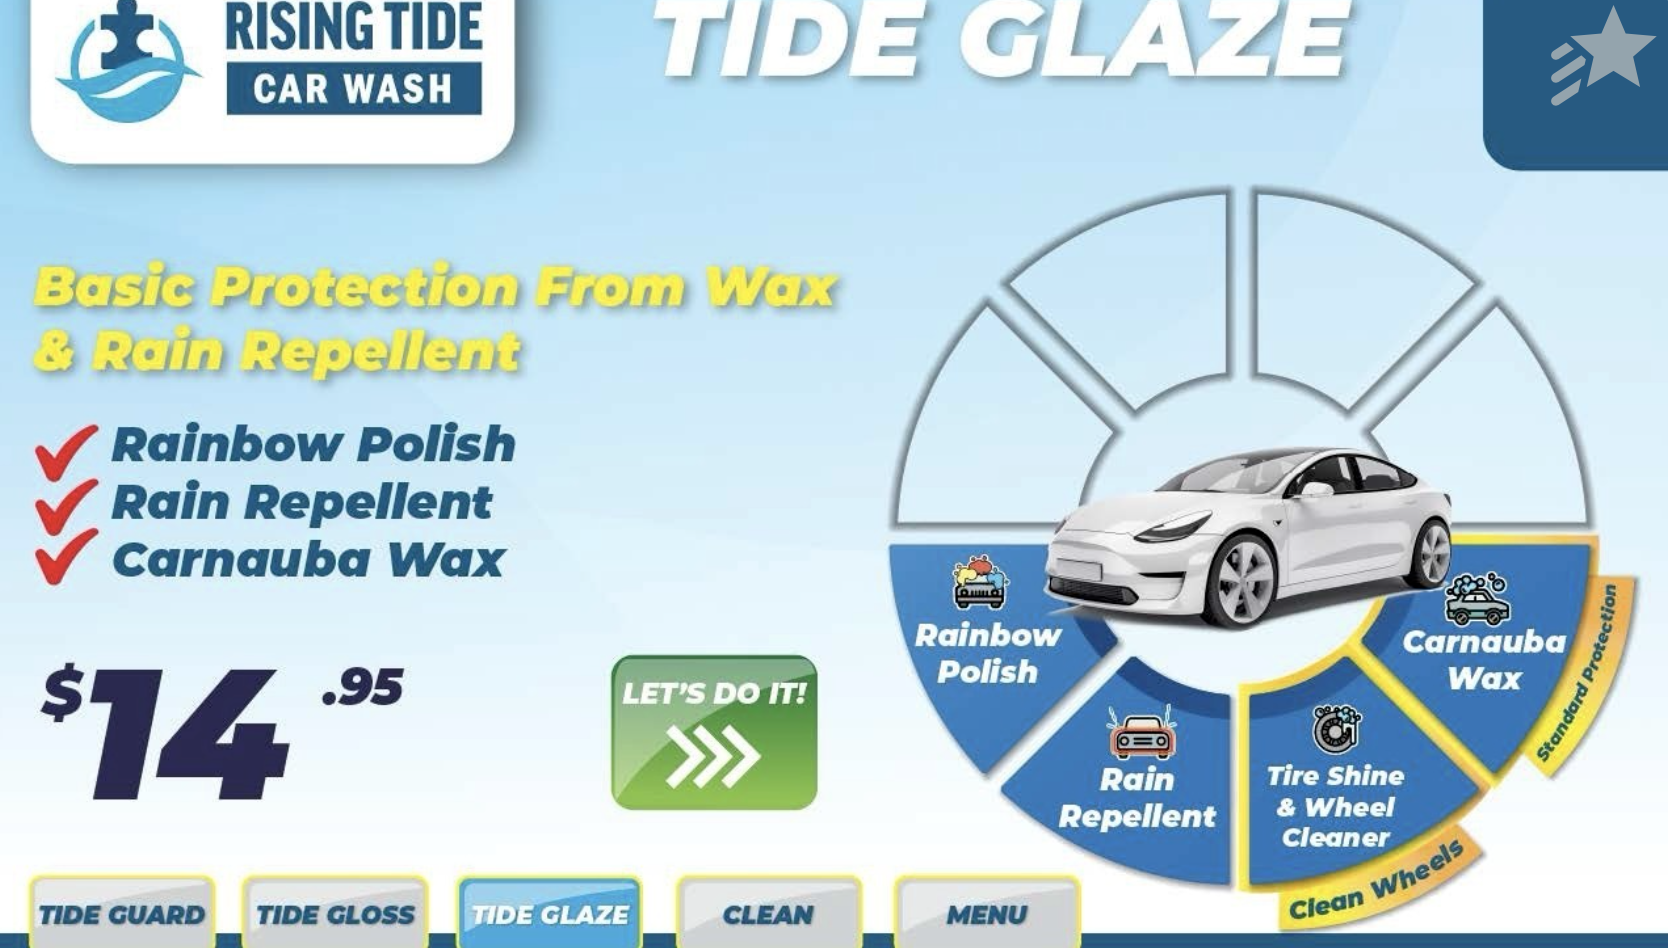 RISING TIDE
CAR WASH
TIDE GLAZE
Basic Protection From Wax
& Rain Repellent
Rainbow Polish
Rain Repellent
Carnauba Wax
$14.95
LET'S DO IT!
Rainbow
Polish
Rain
Repellent
Tire Shine
& Wheel
Cleaner
Clean Wheels
Carnauba
Wax
Standard Protection
TIDE GUARD
TIDE GLOSS
TIDE GLAZE
CLEAN
MENU